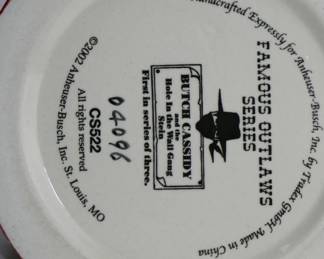 Handcrafted Expressly for Anheuser-Busch, Inc. by Tradex GmbH. Made in China
FAMOUS OUTLAWS
SERIES
BUTCH CASSIDY
and the
Hole In the Wall Gang
Stein
First in series of three.
04096
CS522
All rights reserved
©2002 Anheuser-Busch, Inc. St. Louis, MO